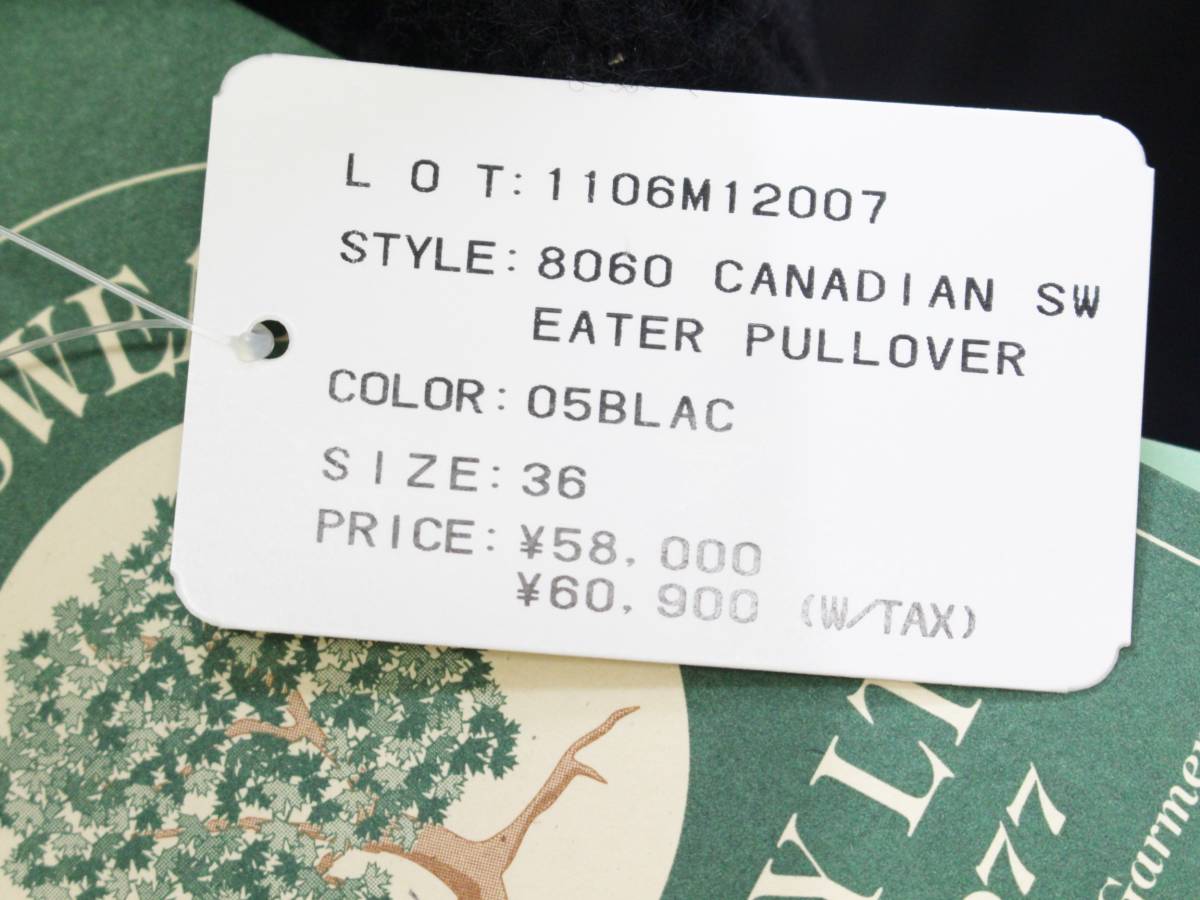 L O T: 1106M12007
STYLE: 8060 CANADIAN SW
EATER PULLOVER
COLOR: 05BLAC
SIZE: 36
PRICE: ¥58,000
¥60,900 (W/TAX)